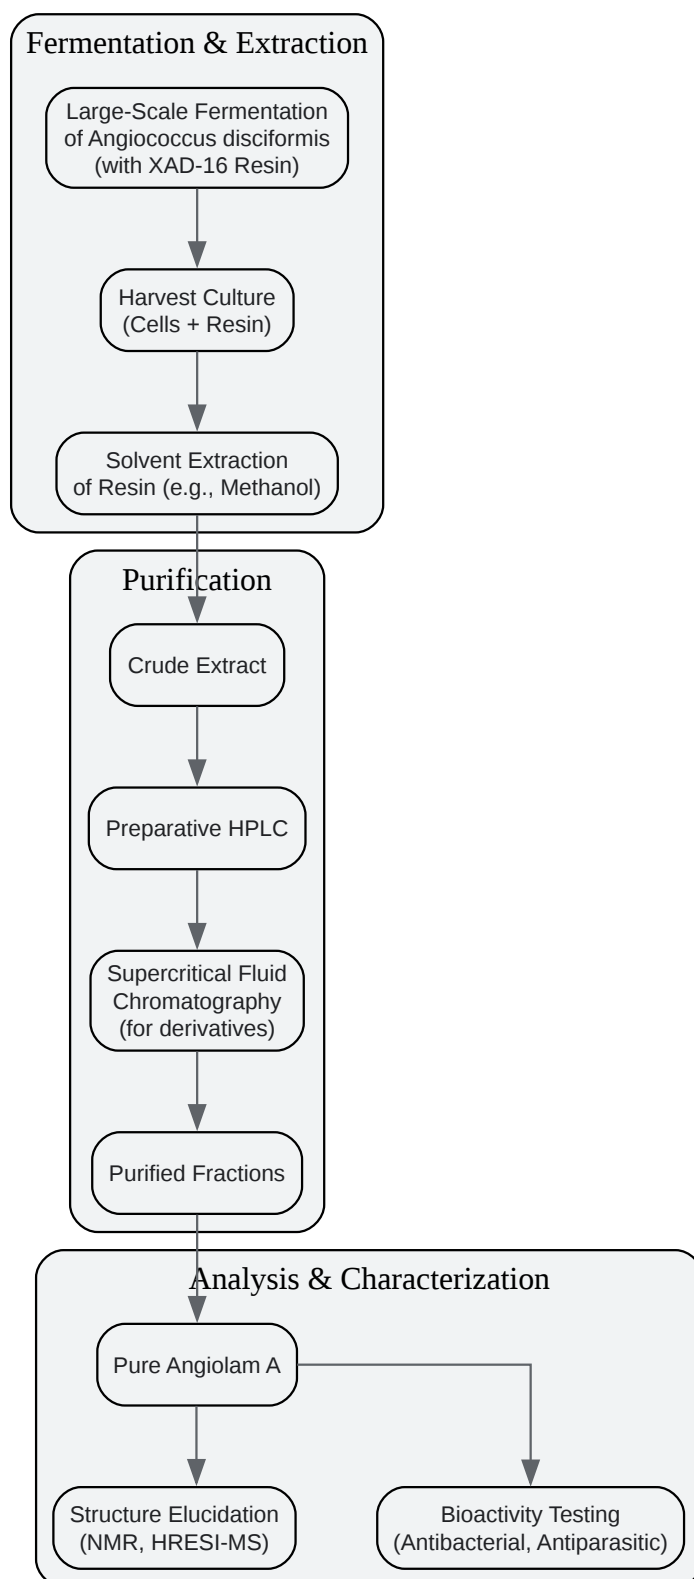 Fermentation & Extraction
Large-Scale Fermentation
of Angiococcus disciformis
(with XAD-16 Resin)
Harvest Culture
(Cells + Resin)
Solvent Extraction
of Resin (e.g., Methanol)
Purification
Crude Extract
Preparative HPLC
Supercritical Fluid
Chromatography
(for derivatives)
Purified Fractions
Analysis & Characterization
Pure Angiolam A
Structure Elucidation
(NMR, HRESI-MS)
Bioactivity Testing
(Antibacterial, Antiparasitic)